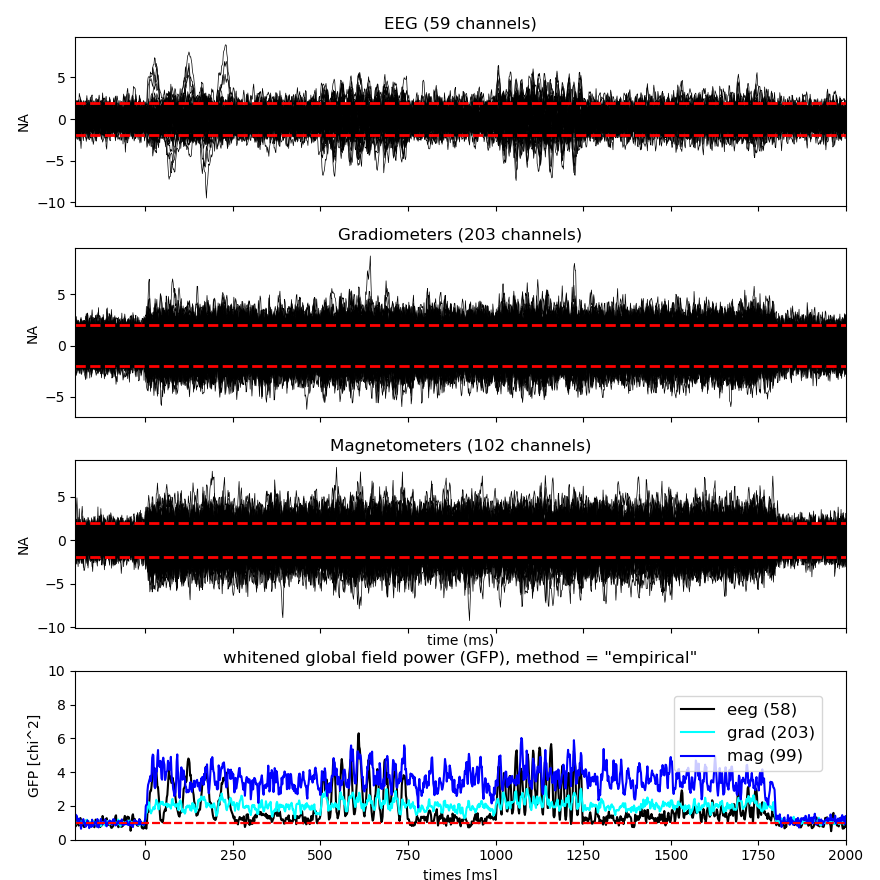 EEG (59 channels)
5
0
−5
−10
NA
Gradiometers (203 channels)
5
0
−5
NA
Magnetometers (102 channels)
5
0
−5
−10
NA
time (ms)
whitened global field power (GFP), method = "empirical"
10
8
6
4
2
0
GFP [chi^2]
eeg (58)
grad (203)
mag (99)
0 250 500 750 1000 1250 1500 1750 2000
times [ms]